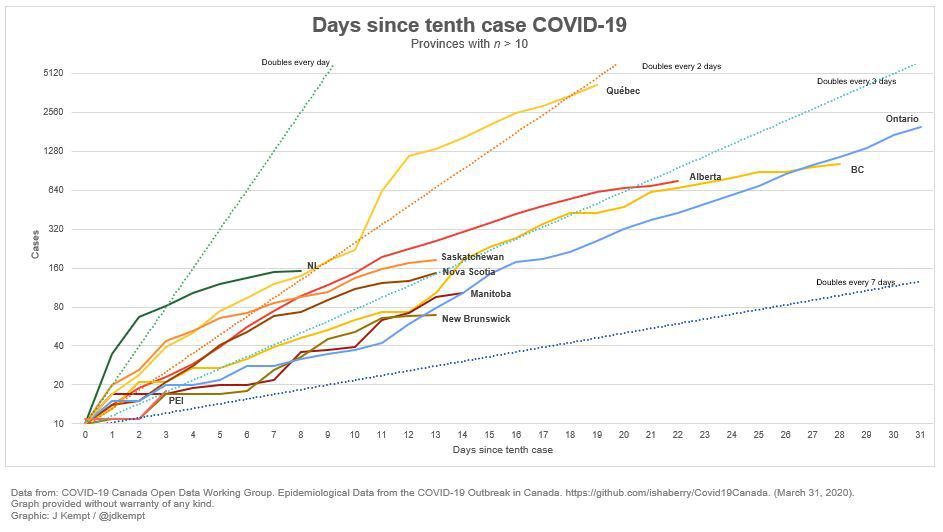 Days since tenth case COVID-19
Provinces with n > 10
Doubles every day
Doubles every 2 days
Doubles every 3 days
5120
2560
1280
640
320
160
80
40
20
10
Cases
Québec
Ontario
BC
Alberta
NL
Saskatchewan
Nova Scotia
Manitoba
Doubles every 7 days
New Brunswick
PEI
0 1 2 3 4 5 6 7 8 9 10 11 12 13 14 15 16 17 18 19 20 21 22 23 24 25 26 27 28 29 30 31
Days since tenth case
Data from: COVID-19 Canada Open Data Working Group. Epidemiological Data from the COVID-19 Outbreak in Canada. https://github.com/ishaberry/Covid19Canada. (March 31, 2020).
Graph provided without warranty of any kind.
Graphic: J Kempt / @jdkempt